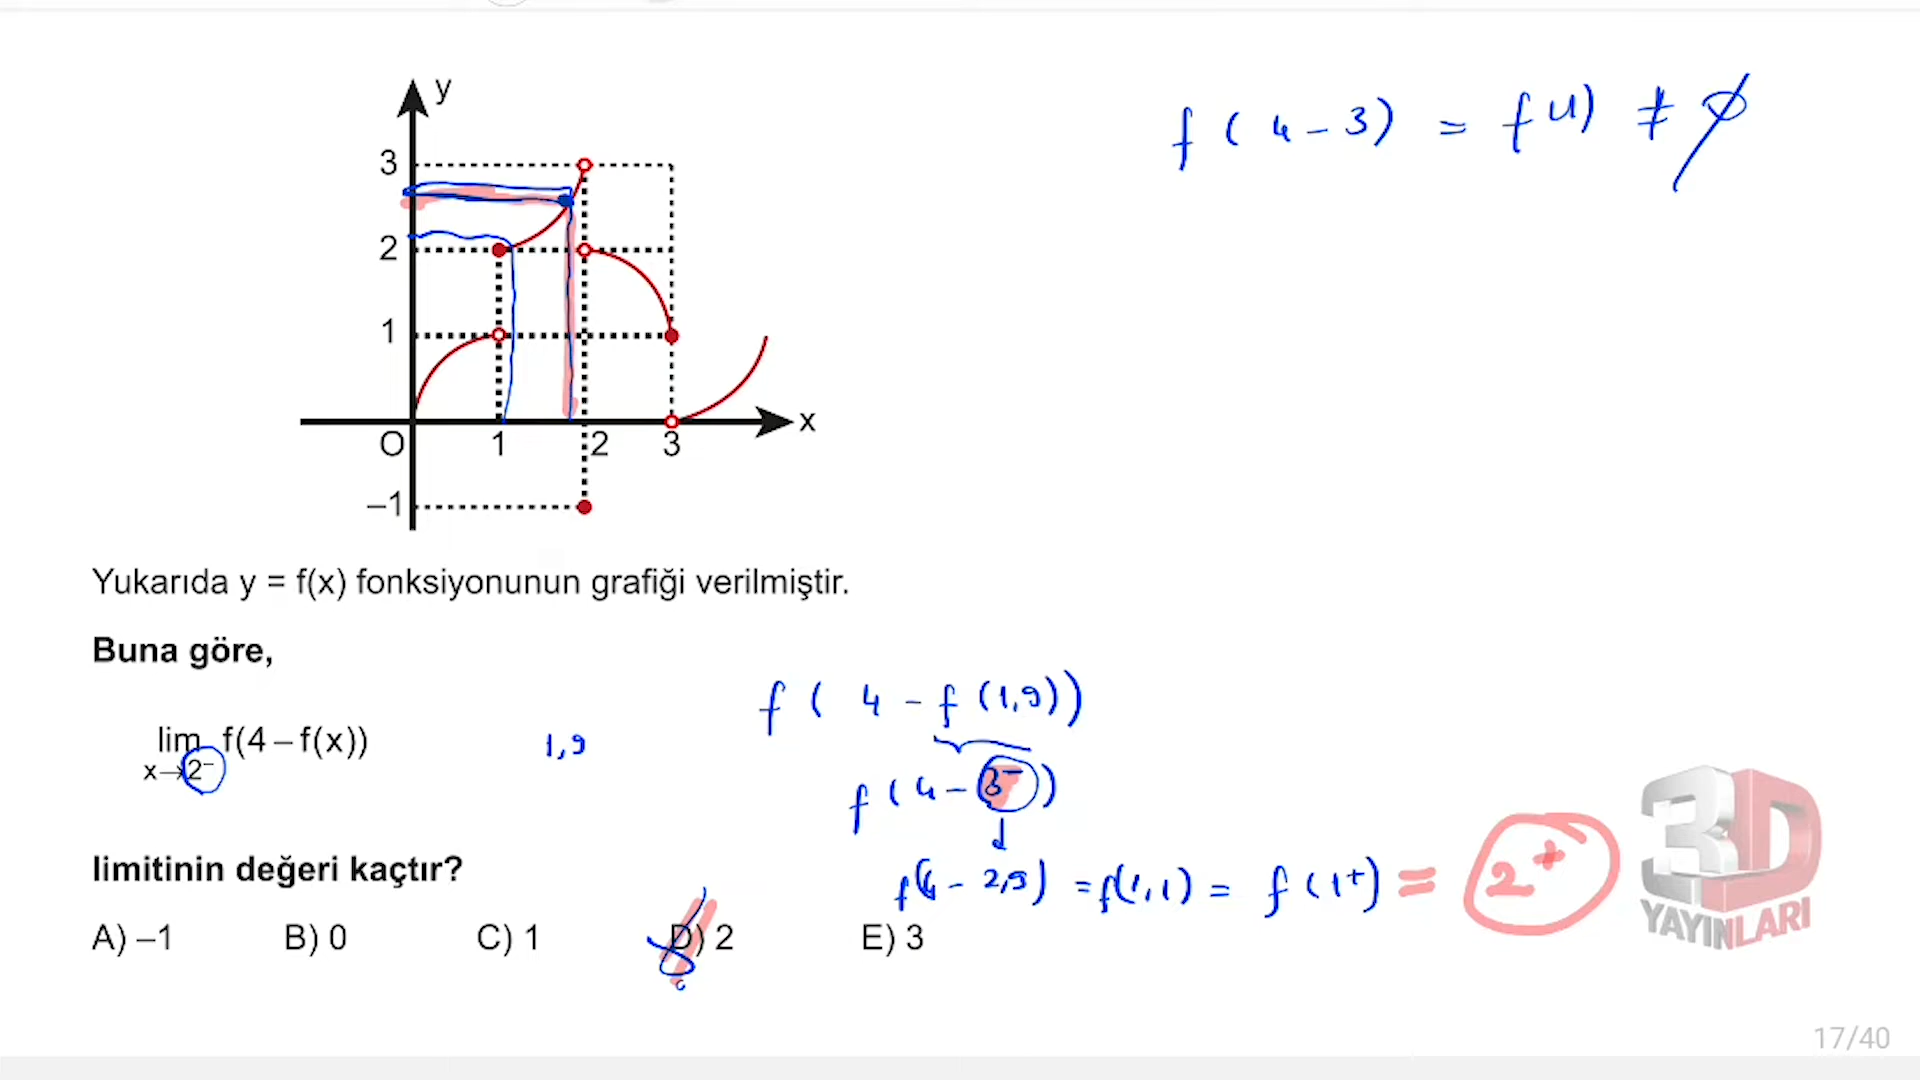 y
f(4-3) = f(1) ≠ ∅
3
2
1
O 1 2 3 x
–1
Yukarıda y = f(x) fonksiyonunun grafiği verilmiştir.
Buna göre,
f(4-f(1,9))
lim f(4–f(x))
x→2⁻
1,9
f(4-3⁻)
limitinin değeri kaçtır?
f(4-2,9) = f(1,1) = f(1⁺) = 2⁺
3D
YAYINLARI
A) –1 B) 0 C) 1 D) 2 E) 3
17/40